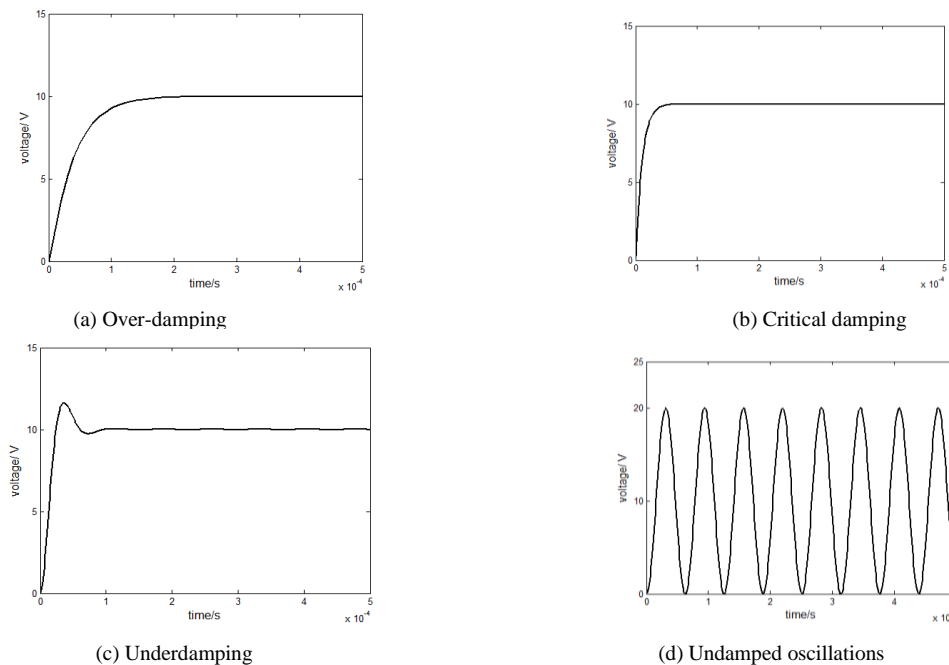 15
10
5
0
voltage/ V
0 1 2 3 4 5
time/s
x 10⁻⁴
(a) Over-damping
15
10
5
0
voltage/ V
0 1 2 3 4 5
time/s
x 10⁻⁴
(b) Critical damping
15
10
5
0
voltage/ V
0 1 2 3 4 5
time/s
x 10⁻⁴
(c) Underdamping
25
20
15
10
5
0
voltage/ V
0 1 2 3 4
time/s
x 10
(d) Undamped oscillations